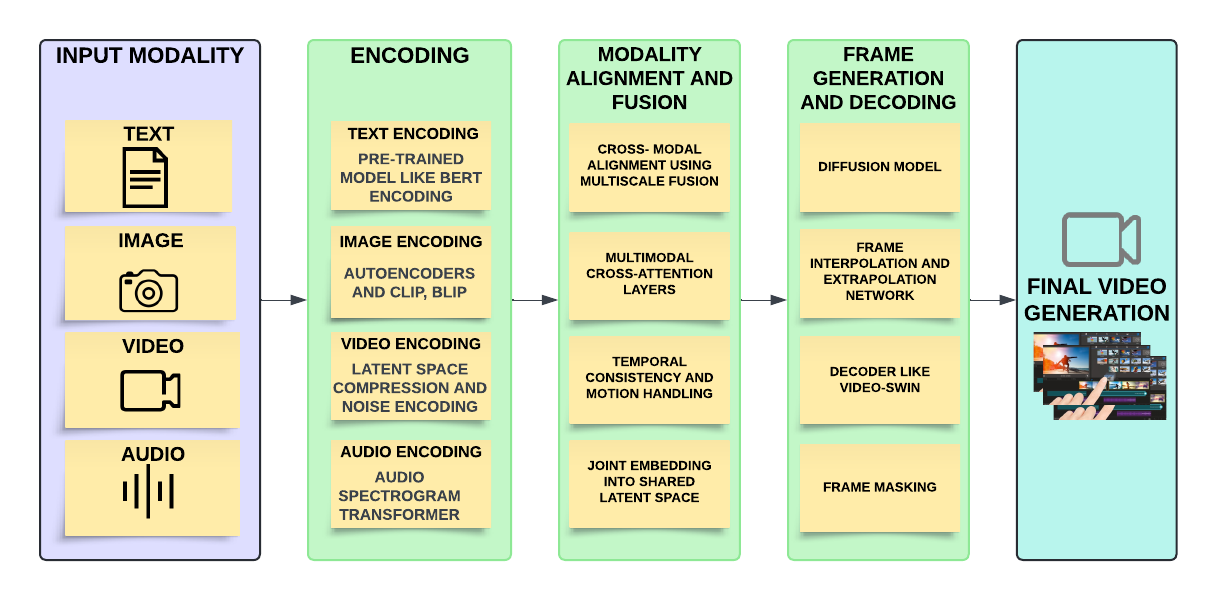 INPUT MODALITY
TEXT
IMAGE
VIDEO
AUDIO
ENCODING
TEXT ENCODING
PRE-TRAINED
MODEL LIKE BERT
ENCODING
IMAGE ENCODING
AUTOENCODERS
AND CLIP, BLIP
VIDEO ENCODING
LATENT SPACE
COMPRESSION AND
NOISE ENCODING
AUDIO ENCODING
AUDIO
SPECTROGRAM
TRANSFORMER
MODALITY
ALIGNMENT AND
FUSION
CROSS- MODAL
ALIGNMENT USING
MULTISCALE FUSION
MULTIMODAL
CROSS-ATTENTION
LAYERS
TEMPORAL
CONSISTENCY AND
MOTION HANDLING
JOINT EMBEDDING
INTO SHARED
LATENT SPACE
FRAME
GENERATION
AND DECODING
DIFFUSION MODEL
FRAME
INTERPOLATION AND
EXTRAPOLATION
NETWORK
DECODER LIKE
VIDEO-SWIN
FRAME MASKING
FINAL VIDEO
GENERATION